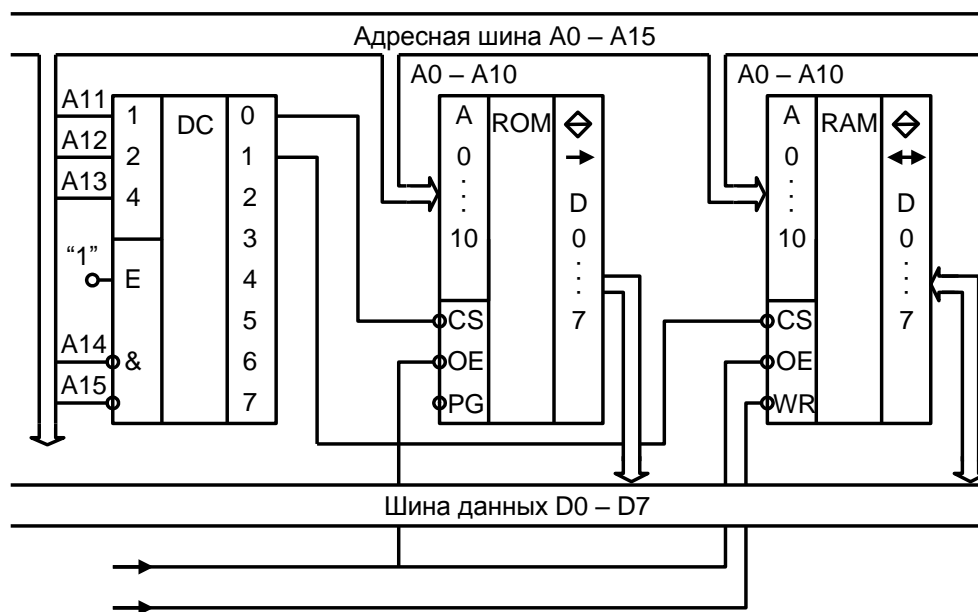 Адресная шина A0 – A15
A0 – A10
A0 – A10
A11
A12
A13
“1”
A14
A15
1
2
4
E
&
DC
0
1
2
3
4
5
6
7
A
0
10
CS
OE
PG
ROM
D
0
7
A
0
10
CS
OE
WR
RAM
D
0
7
Шина данных D0 – D7